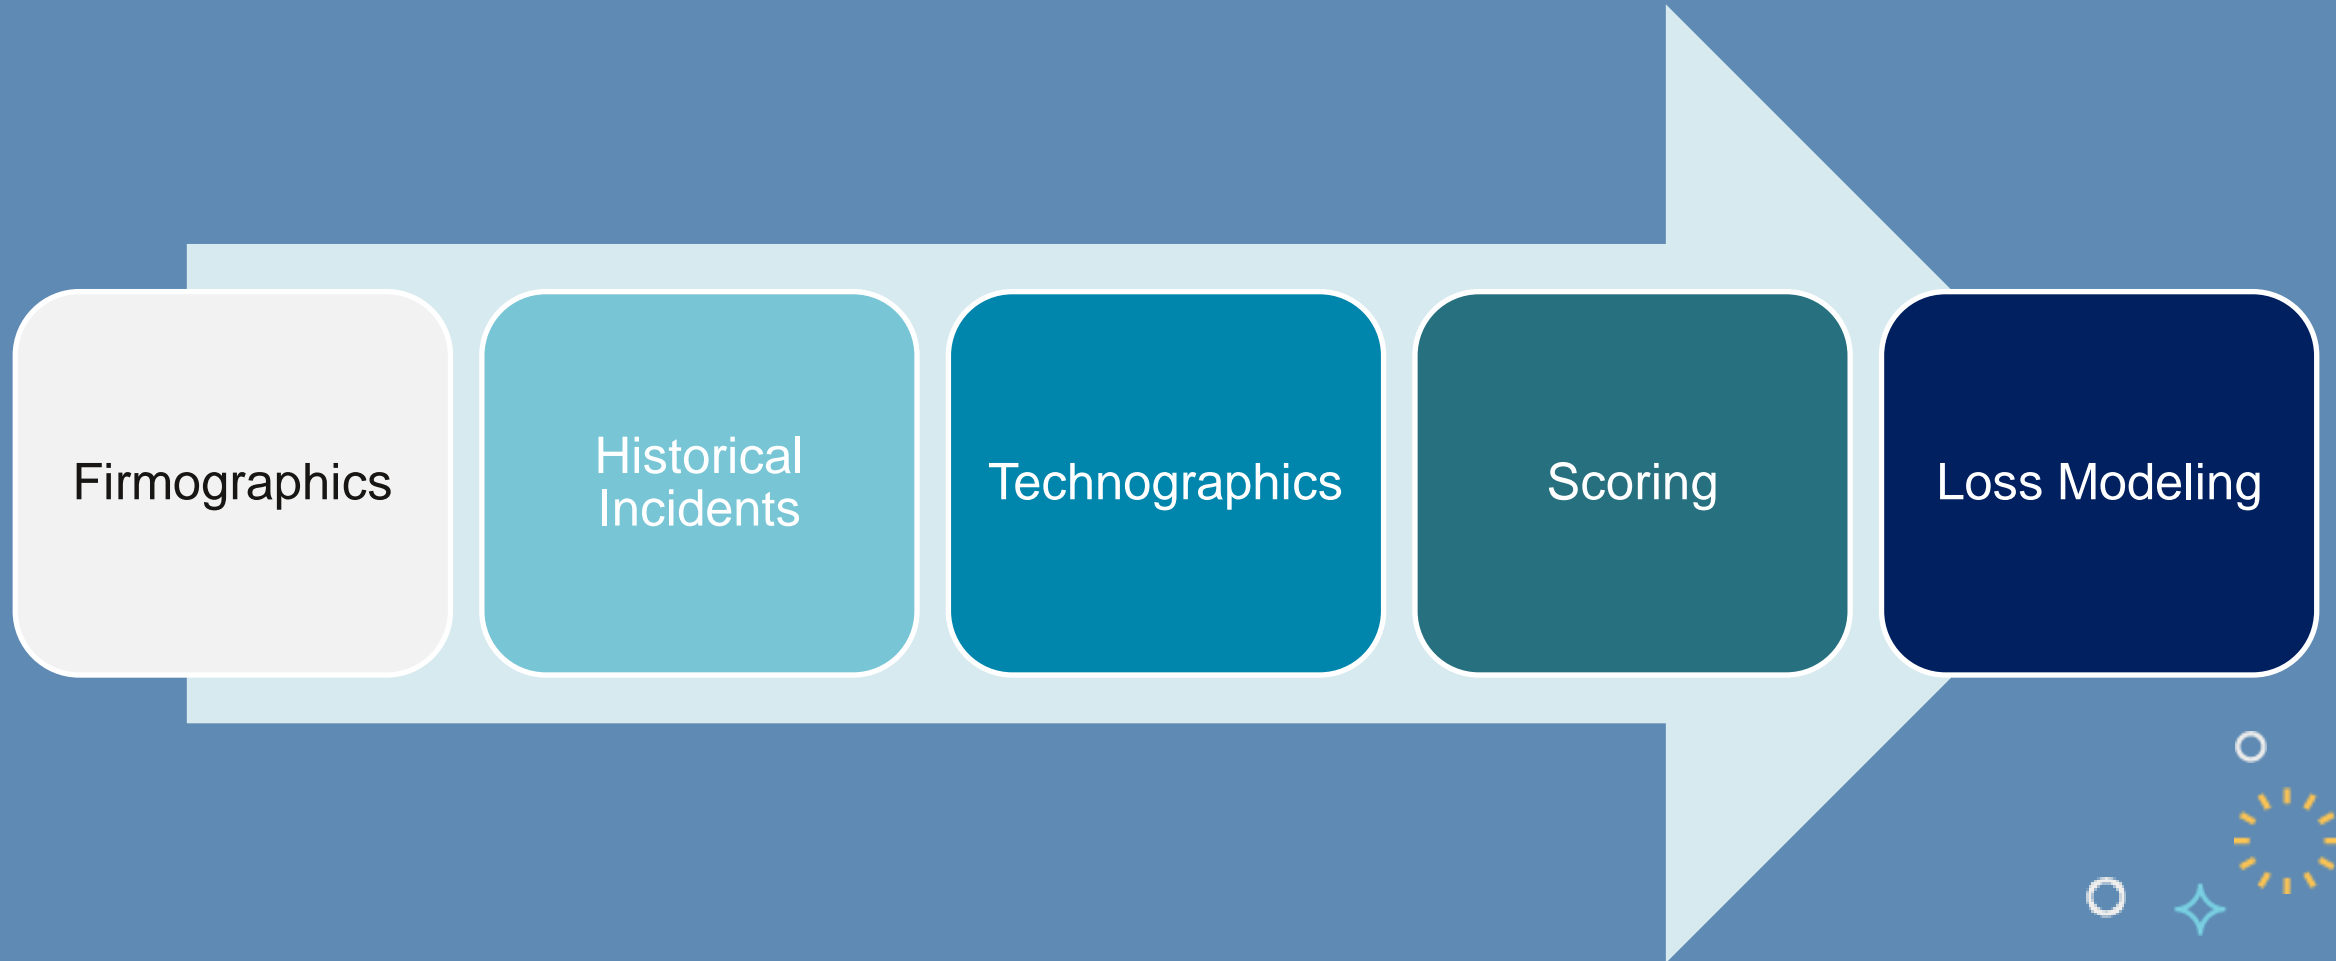 Firmographics
Historical
Incidents
Technographics
Scoring
Loss Modeling